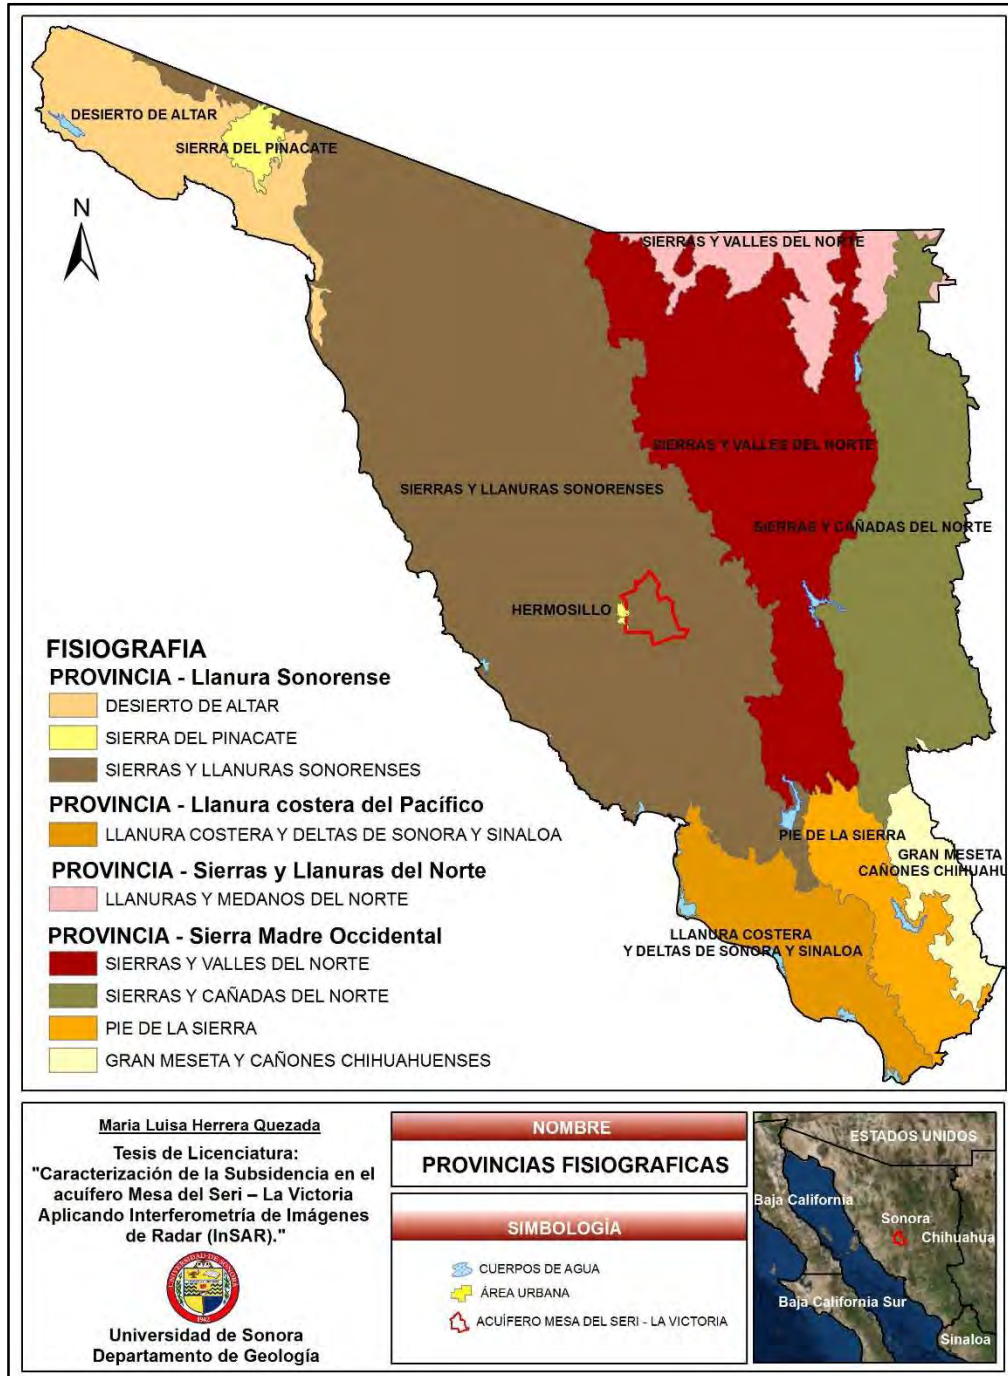 DESIERTO DE ALTAR
SIERRA DEL PINACATE
N
SIERRAS Y VALLES DEL NORTE
SIERRAS Y VALLES DEL NORTE
SIERRAS Y LLANURAS SONORENSES
SIERRAS Y CAÑADAS DEL NORTE
HERMOSILLO
PIE DE LA SIERRA
GRAN MESETA
CAÑONES CHIHUAHU
LLANURA COSTERA
Y DELTAS DE SONORA Y SINALOA
FISIOGRAFIA
PROVINCIA - Llanura Sonorense
DESIERTO DE ALTAR
SIERRA DEL PINACATE
SIERRAS Y LLANURAS SONORENSES
PROVINCIA - Llanura costera del Pacífico
LLANURA COSTERA Y DELTAS DE SONORA Y SINALOA
PROVINCIA - Sierras y Llanuras del Norte
LLANURAS Y MEDANOS DEL NORTE
PROVINCIA - Sierra Madre Occidental
SIERRAS Y VALLES DEL NORTE
SIERRAS Y CAÑADAS DEL NORTE
PIE DE LA SIERRA
GRAN MESETA Y CAÑONES CHIHUAHUENSES
Maria Luisa Herrera Quezada
Tesis de Licenciatura:
"Caracterización de la Subsidencia en el
acuífero Mesa del Seri – La Victoria
Aplicando Interferometría de Imágenes
de Radar (InSAR)."
1942
Universidad de Sonora
Departamento de Geología
NOMBRE
PROVINCIAS FISIOGRAFICAS
SIMBOLOGÌA
CUERPOS DE AGUA
ÁREA URBANA
ACUÍFERO MESA DEL SERI - LA VICTORIA
ESTADOS UNIDOS
Baja California
Sonora
Chihuahua
Baja California Sur
Sinaloa